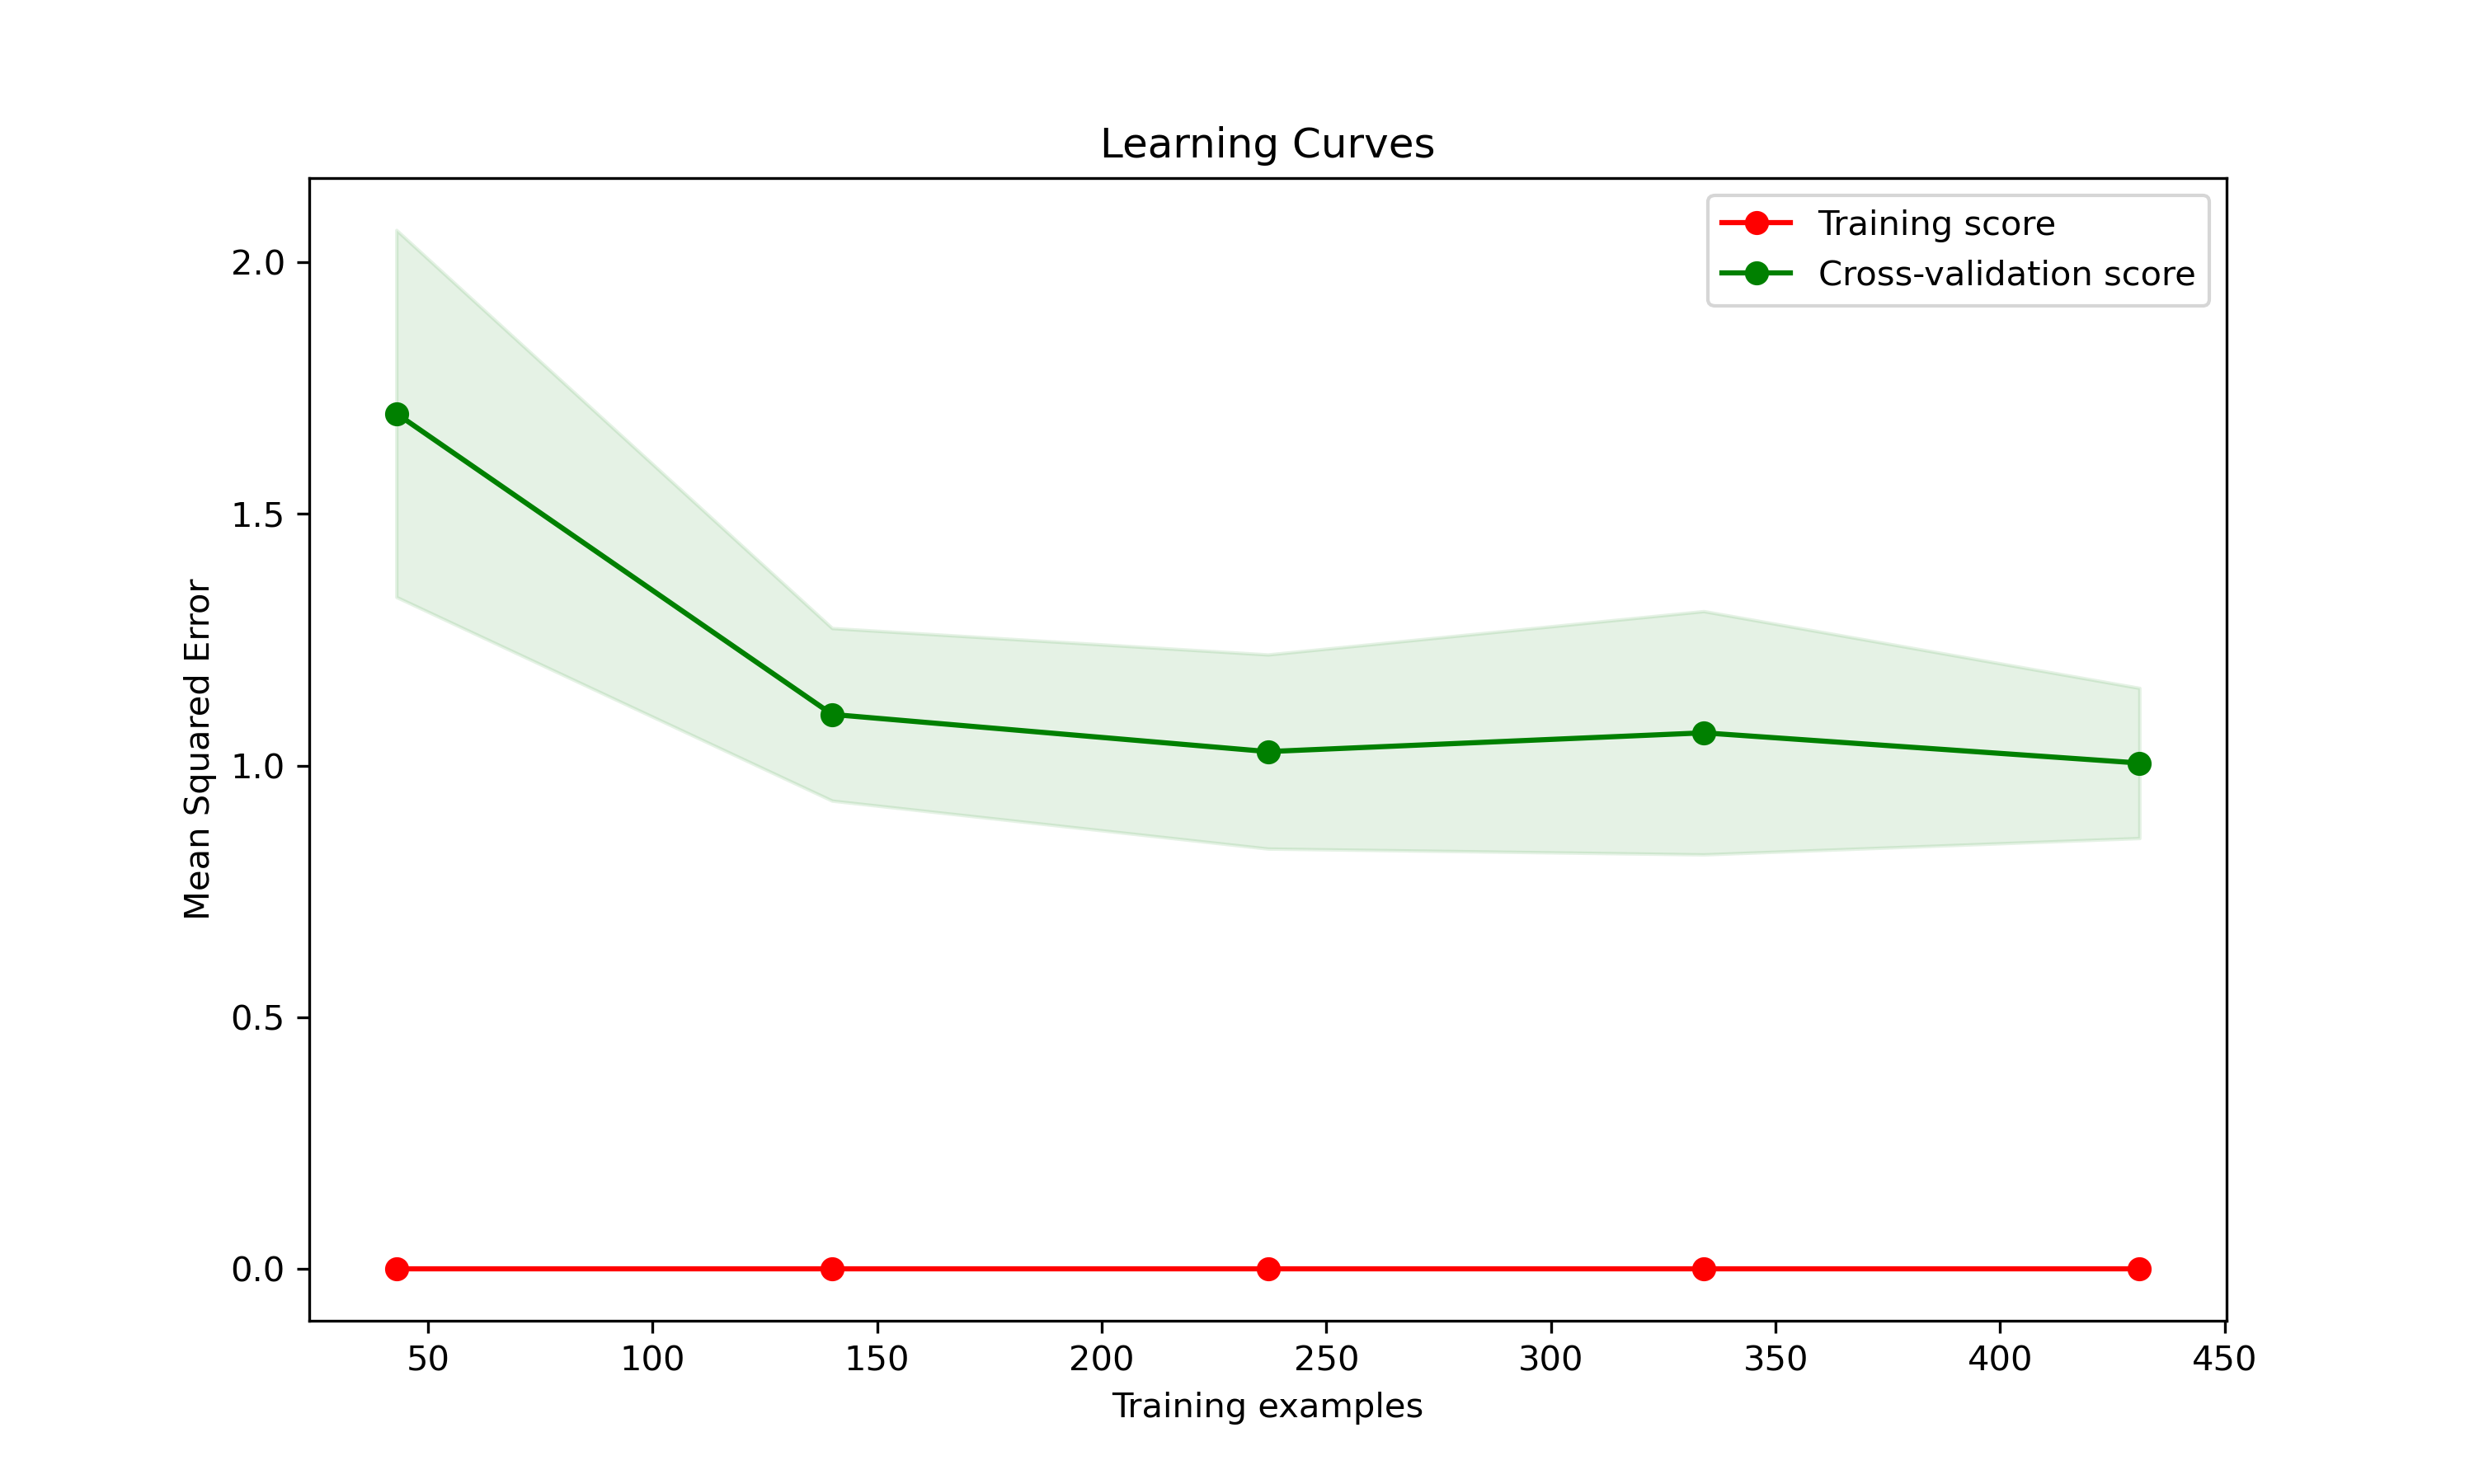 Learning Curves
Training score
Cross-validation score
Mean Squared Error
2.0
1.5
1.0
0.5
0.0
50 100 150 200 250 300 350 400 450
Training examples